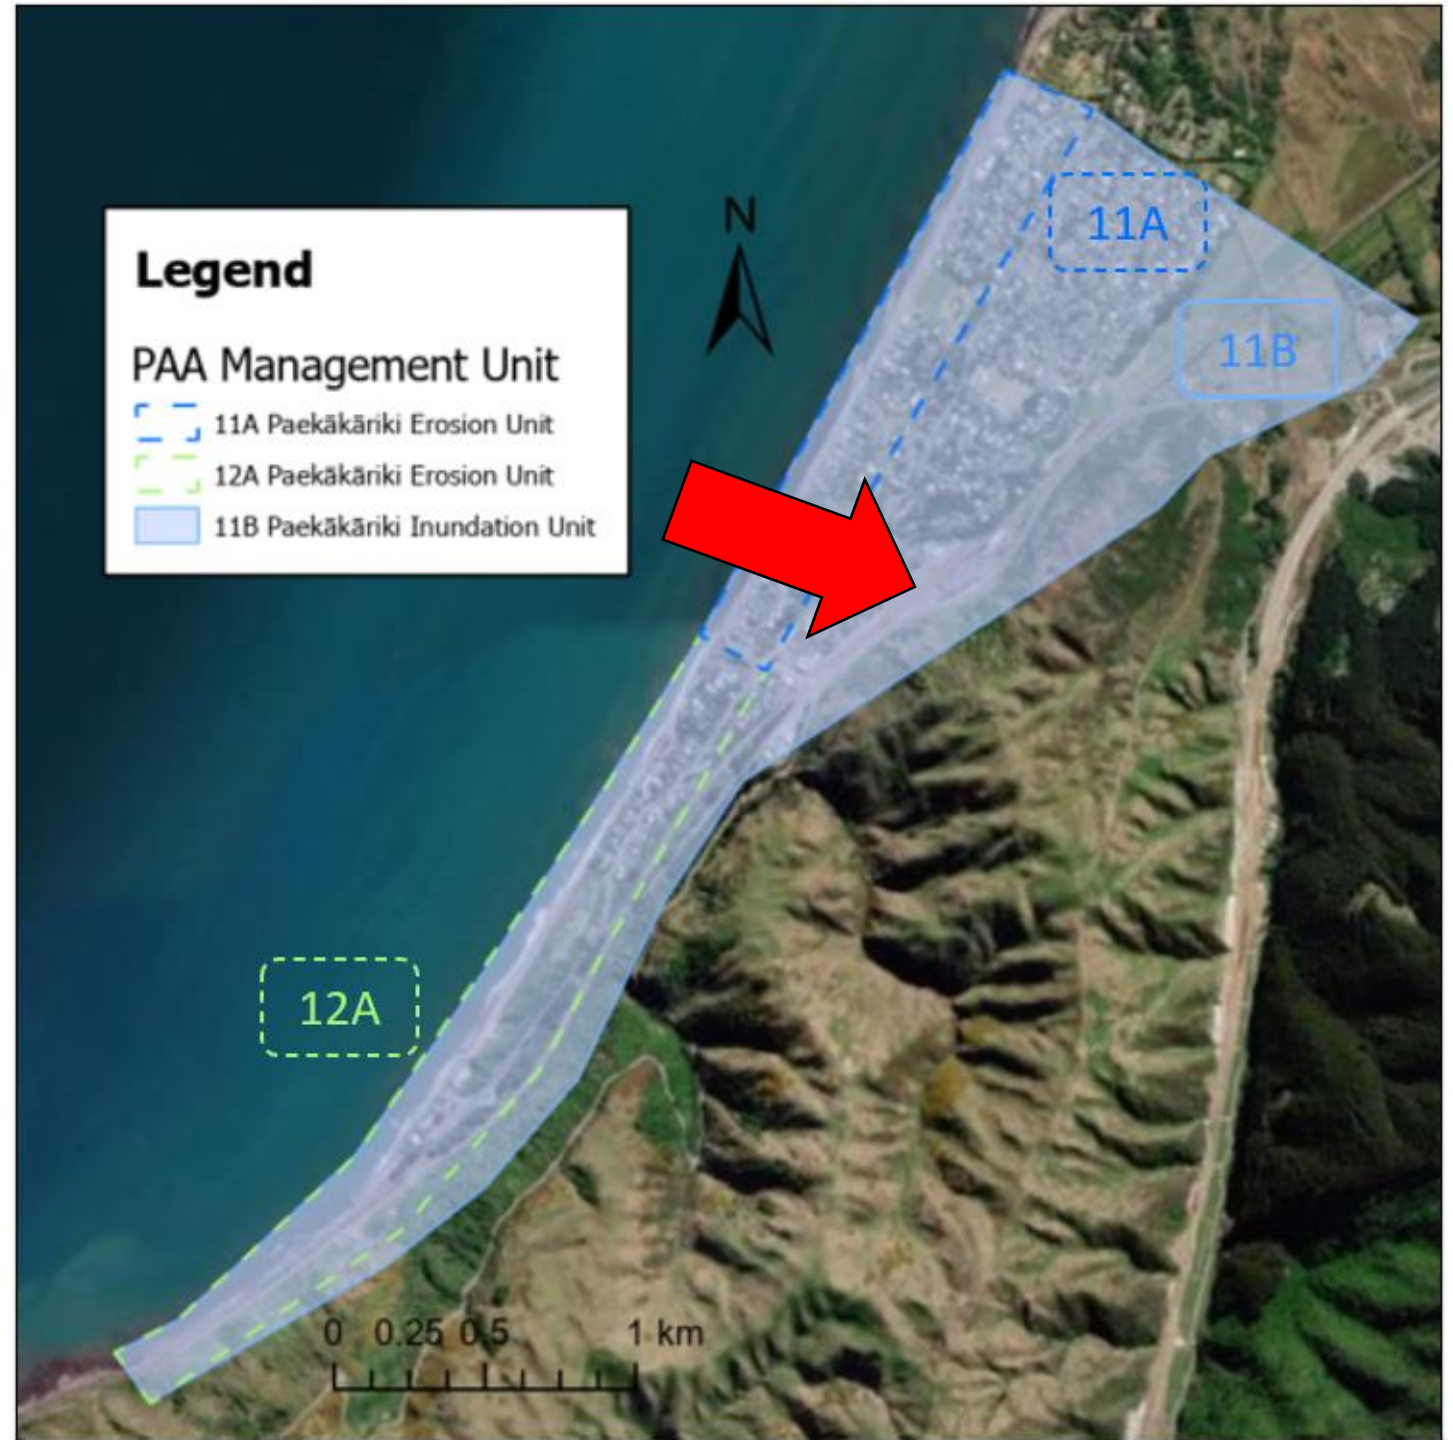 N
11A
11B
Legend
PAA Management Unit
11A Paekākāriki Erosion Unit
12A Paekākāriki Erosion Unit
11B Paekākāriki Inundation Unit
12A
0 0.25 0.5 1 km